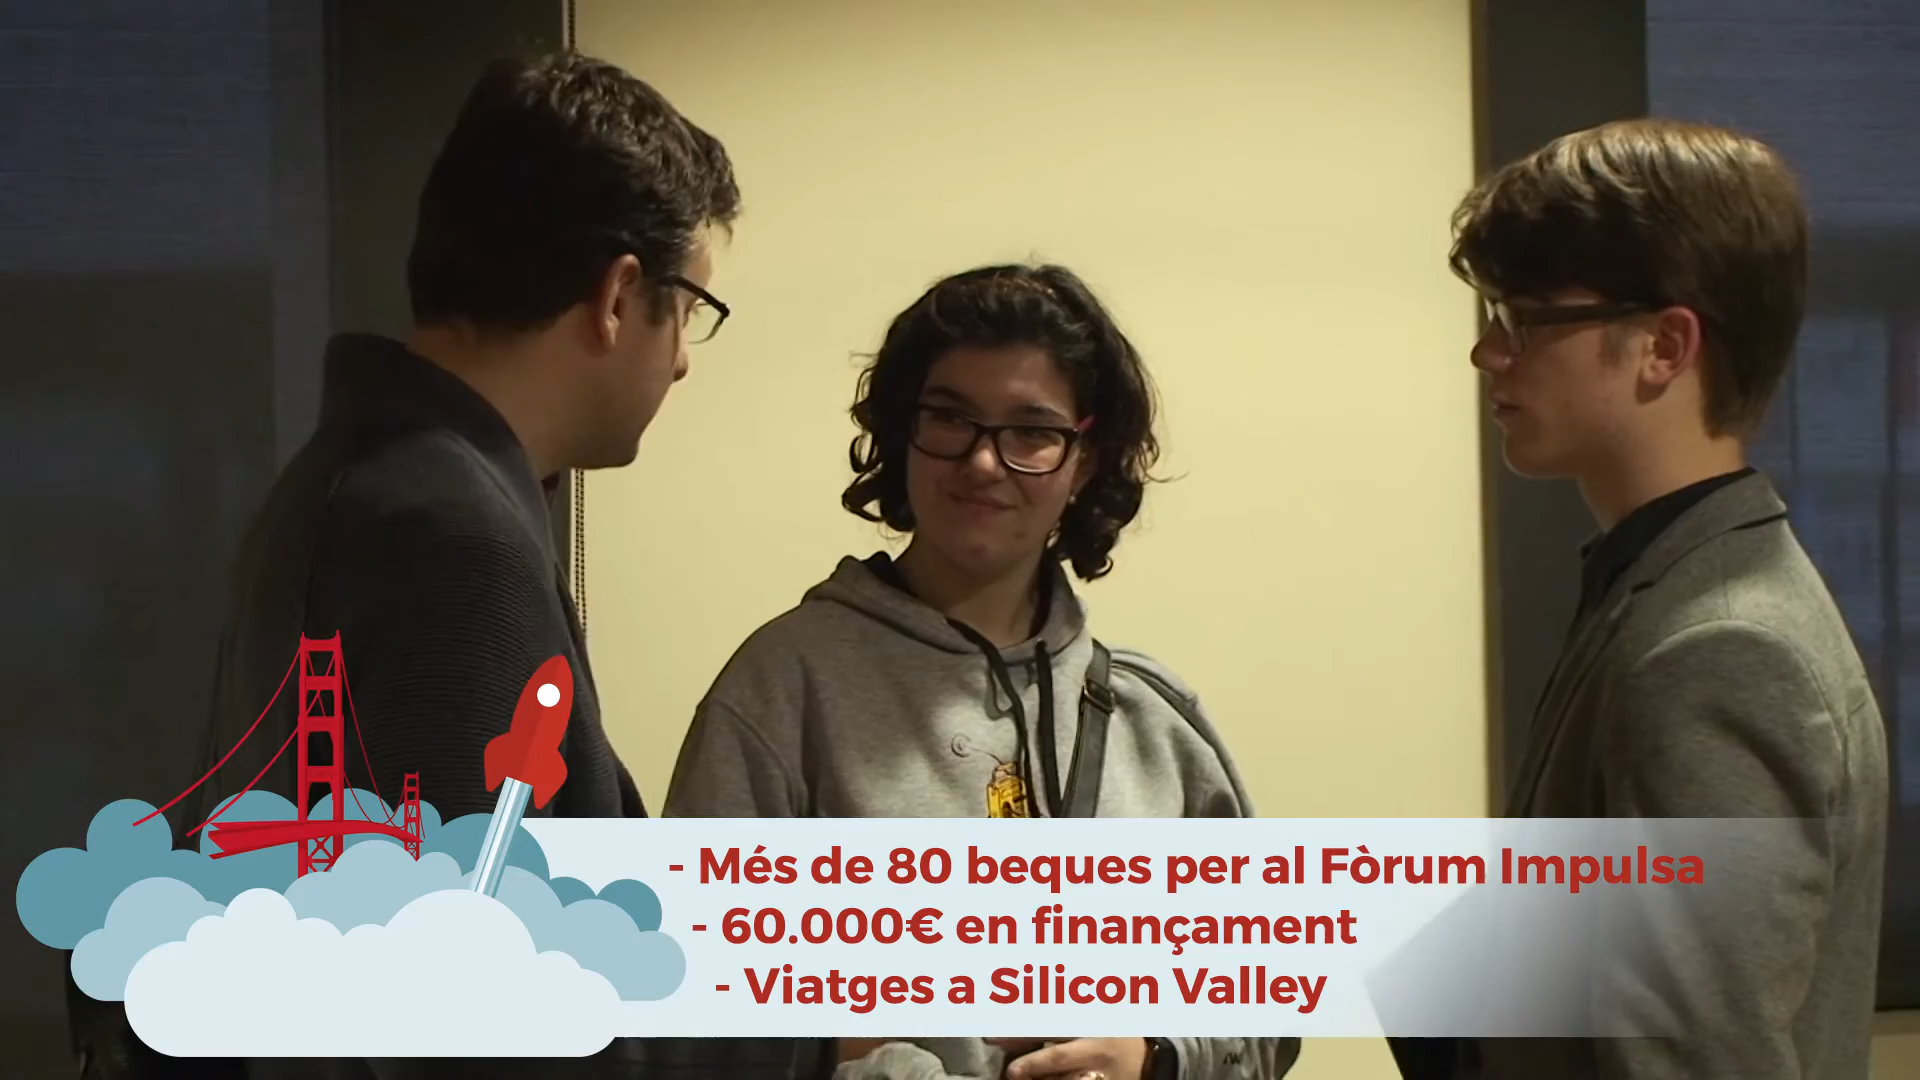 - Més de 80 beques per al Fòrum Impulsa
- 60.000€ en finançament
- Viatges a Silicon Valley